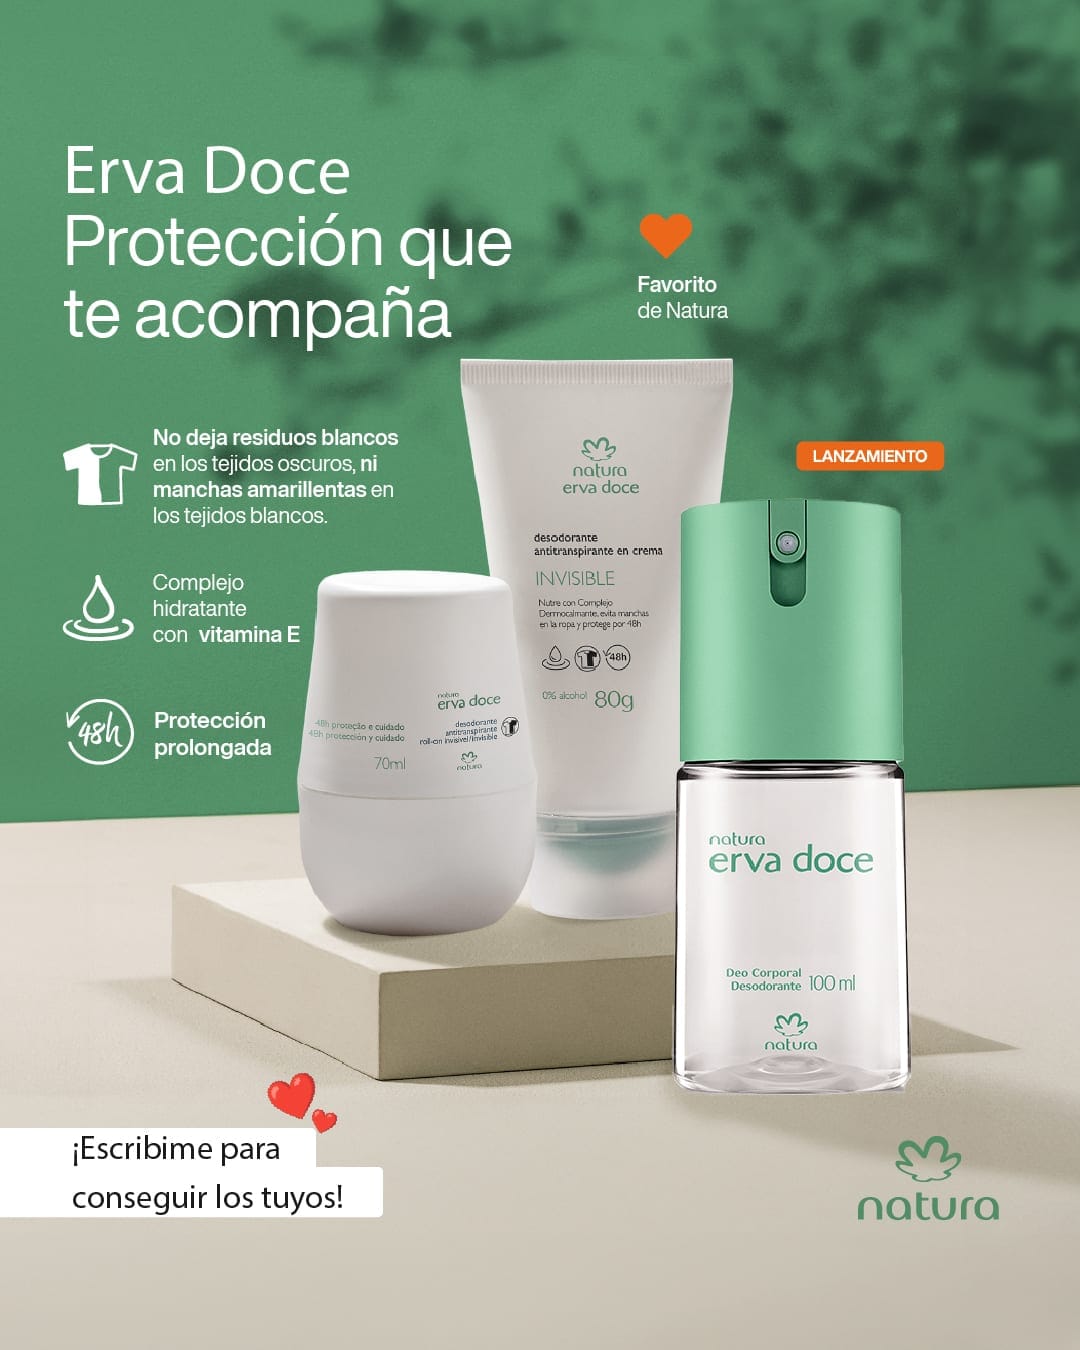 Erva Doce
Protección que
te acompaña
Favorito
de Natura
No deja residuos blancos
en los tejidos oscuros, ni
manchas amarillentas en
los tejidos blancos.
Complejo
hidratante
con vitamina E
48h
Protección
prolongada
LANZAMIENTO
natura
erva doce
desodorante
antitranspirante en crema
INVISIBLE
Nutre con Complejo
Dermocalmante, evita manchas
en la ropa y protege por 48h
48h
0% alcohol 80g
natura
erva doce
48h proteção e cuidado
48h protección y cuidado
desodorante
antitranspirante
roll-on invisível/invisible
70ml
natura
natura
erva doce
Deo Corporal
Desodorante 100 ml
natura
¡Escribime para
conseguir los tuyos!
natura